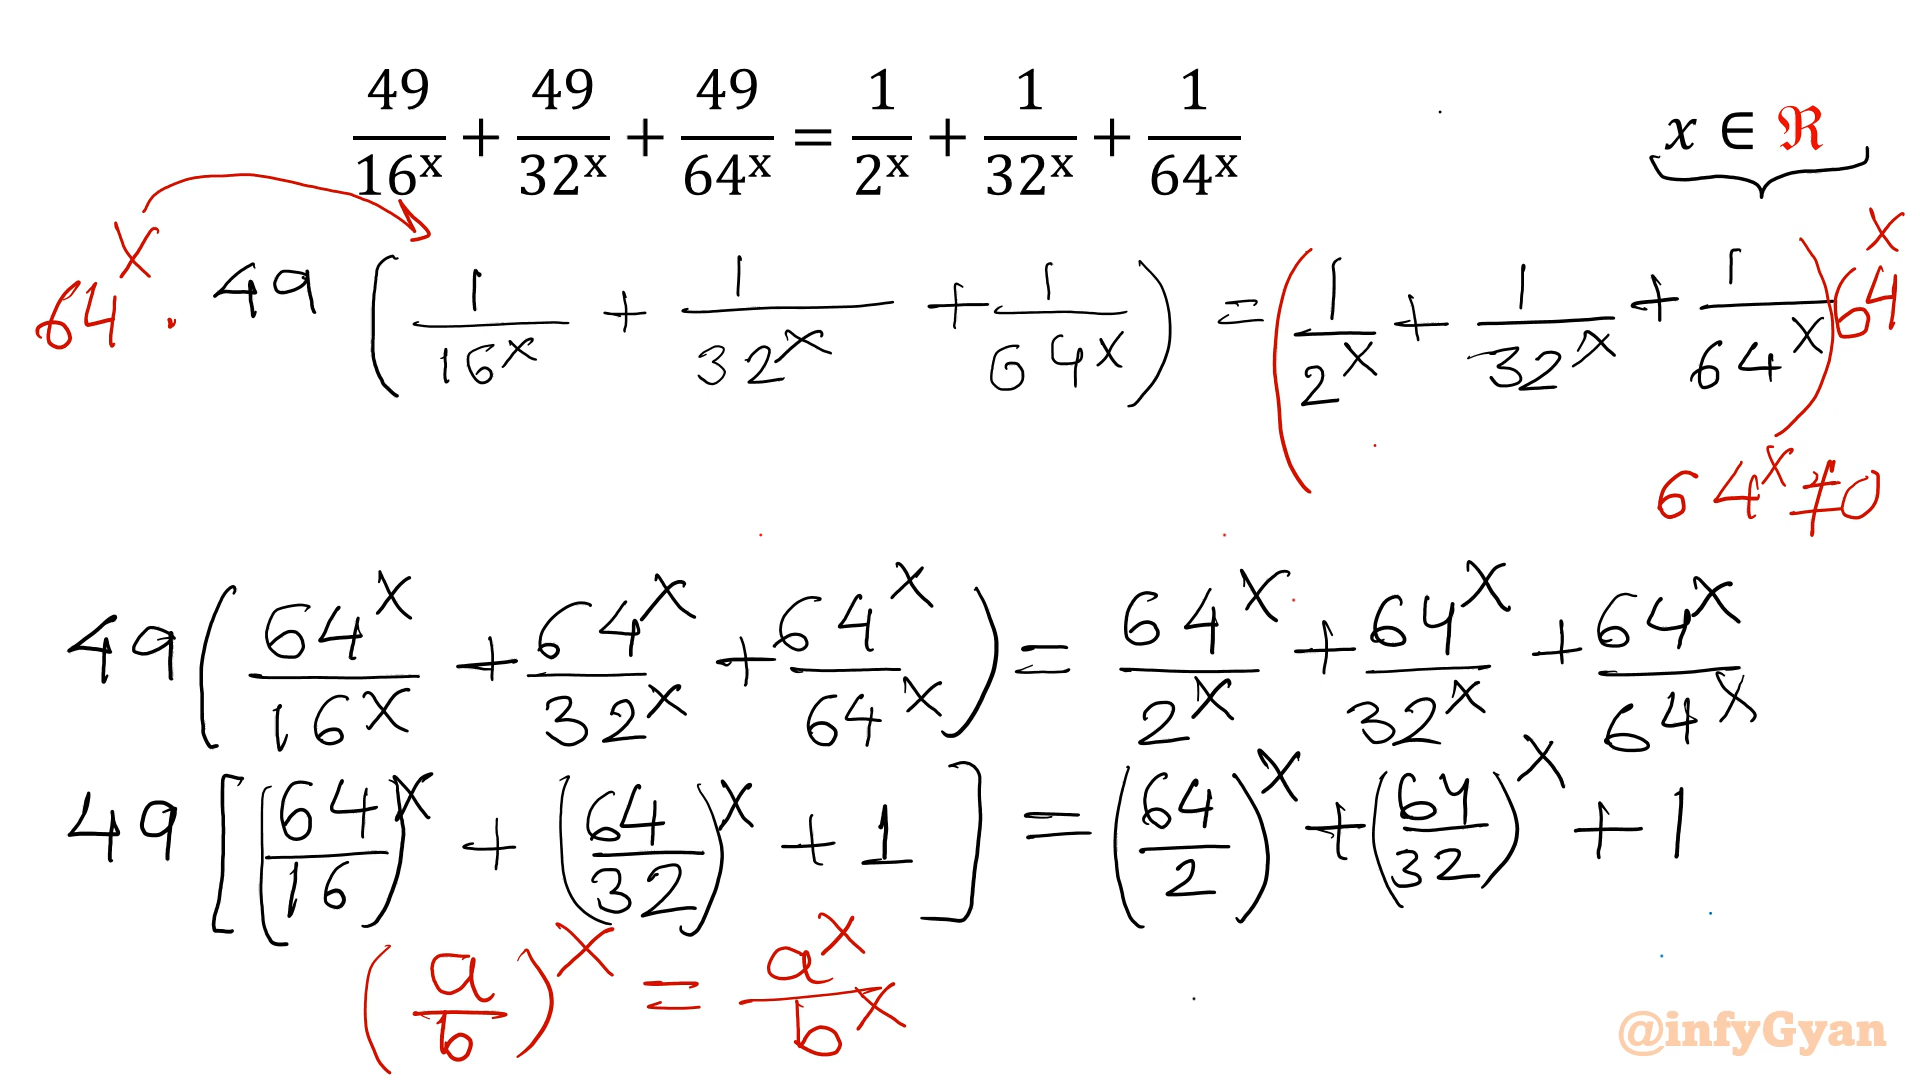 49/16^x + 49/32^x + 49/64^x = 1/2^x + 1/32^x + 1/64^x    x ∈ ℜ
64^x · 49 (1/16^x + 1/32^x + 1/64^x) = (1/2^x + 1/32^x + 1/64^x) 64^x
64^x ≠ 0
49 (64^x/16^x + 64^x/32^x + 64^x/64^x) = 64^x/2^x + 64^x/32^x + 64^x/64^x
49 [(64/16)^x + (64/32)^x + 1] = (64/2)^x + (64/32)^x + 1
(a/b)^x = a^x/b^x
@infyGyan